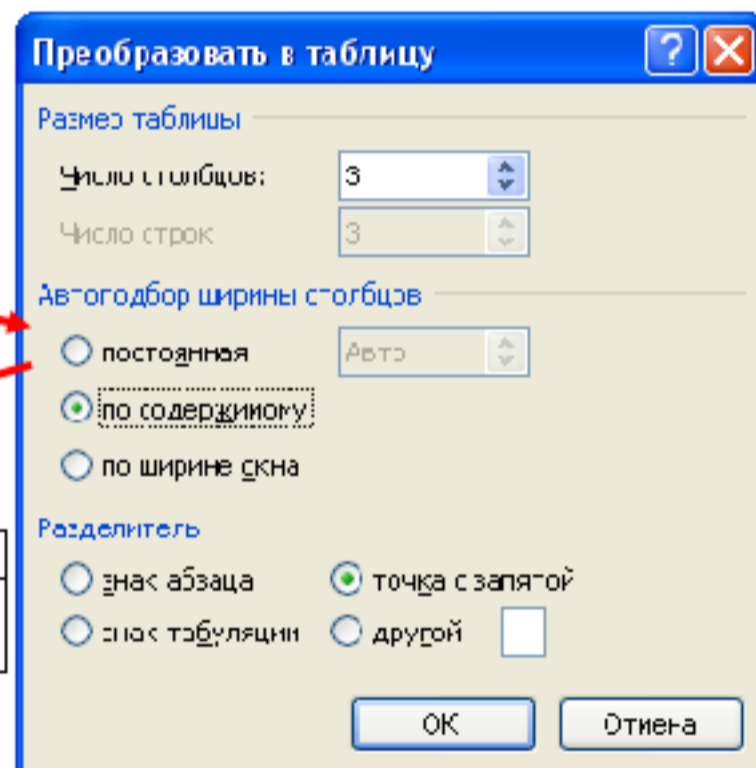 Преобразовать в таблицу
Размер таблицы
Число столбцов: 3
Число строк 3
Автоподбор ширины столбцов
постоянная Авто
по содержимому
по ширине окна
Разделитель
знак абзаца точка с запятой
знак табуляции другой
OK Отмена